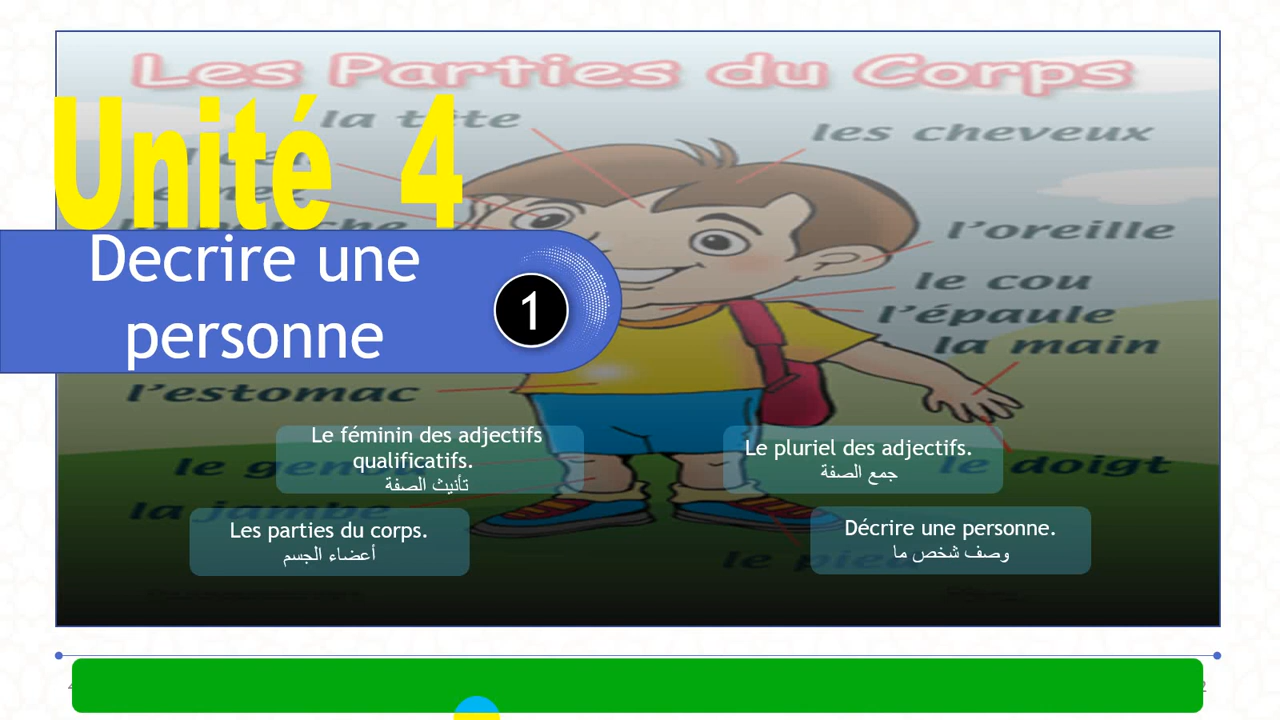 Les Parties du Corps
Unité 4
la tête
les cheveux
l'oreille
le cou
l'épaule
la main
Decrire une
personne
1
l'estomac
le doigt
la jambe
le pied
Le féminin des adjectifs
qualificatifs.
تأنيث الصفة
Le pluriel des adjectifs.
جمع الصفة
Les parties du corps.
أعضاء الجسم
Décrire une personne.
وصف شخص ما